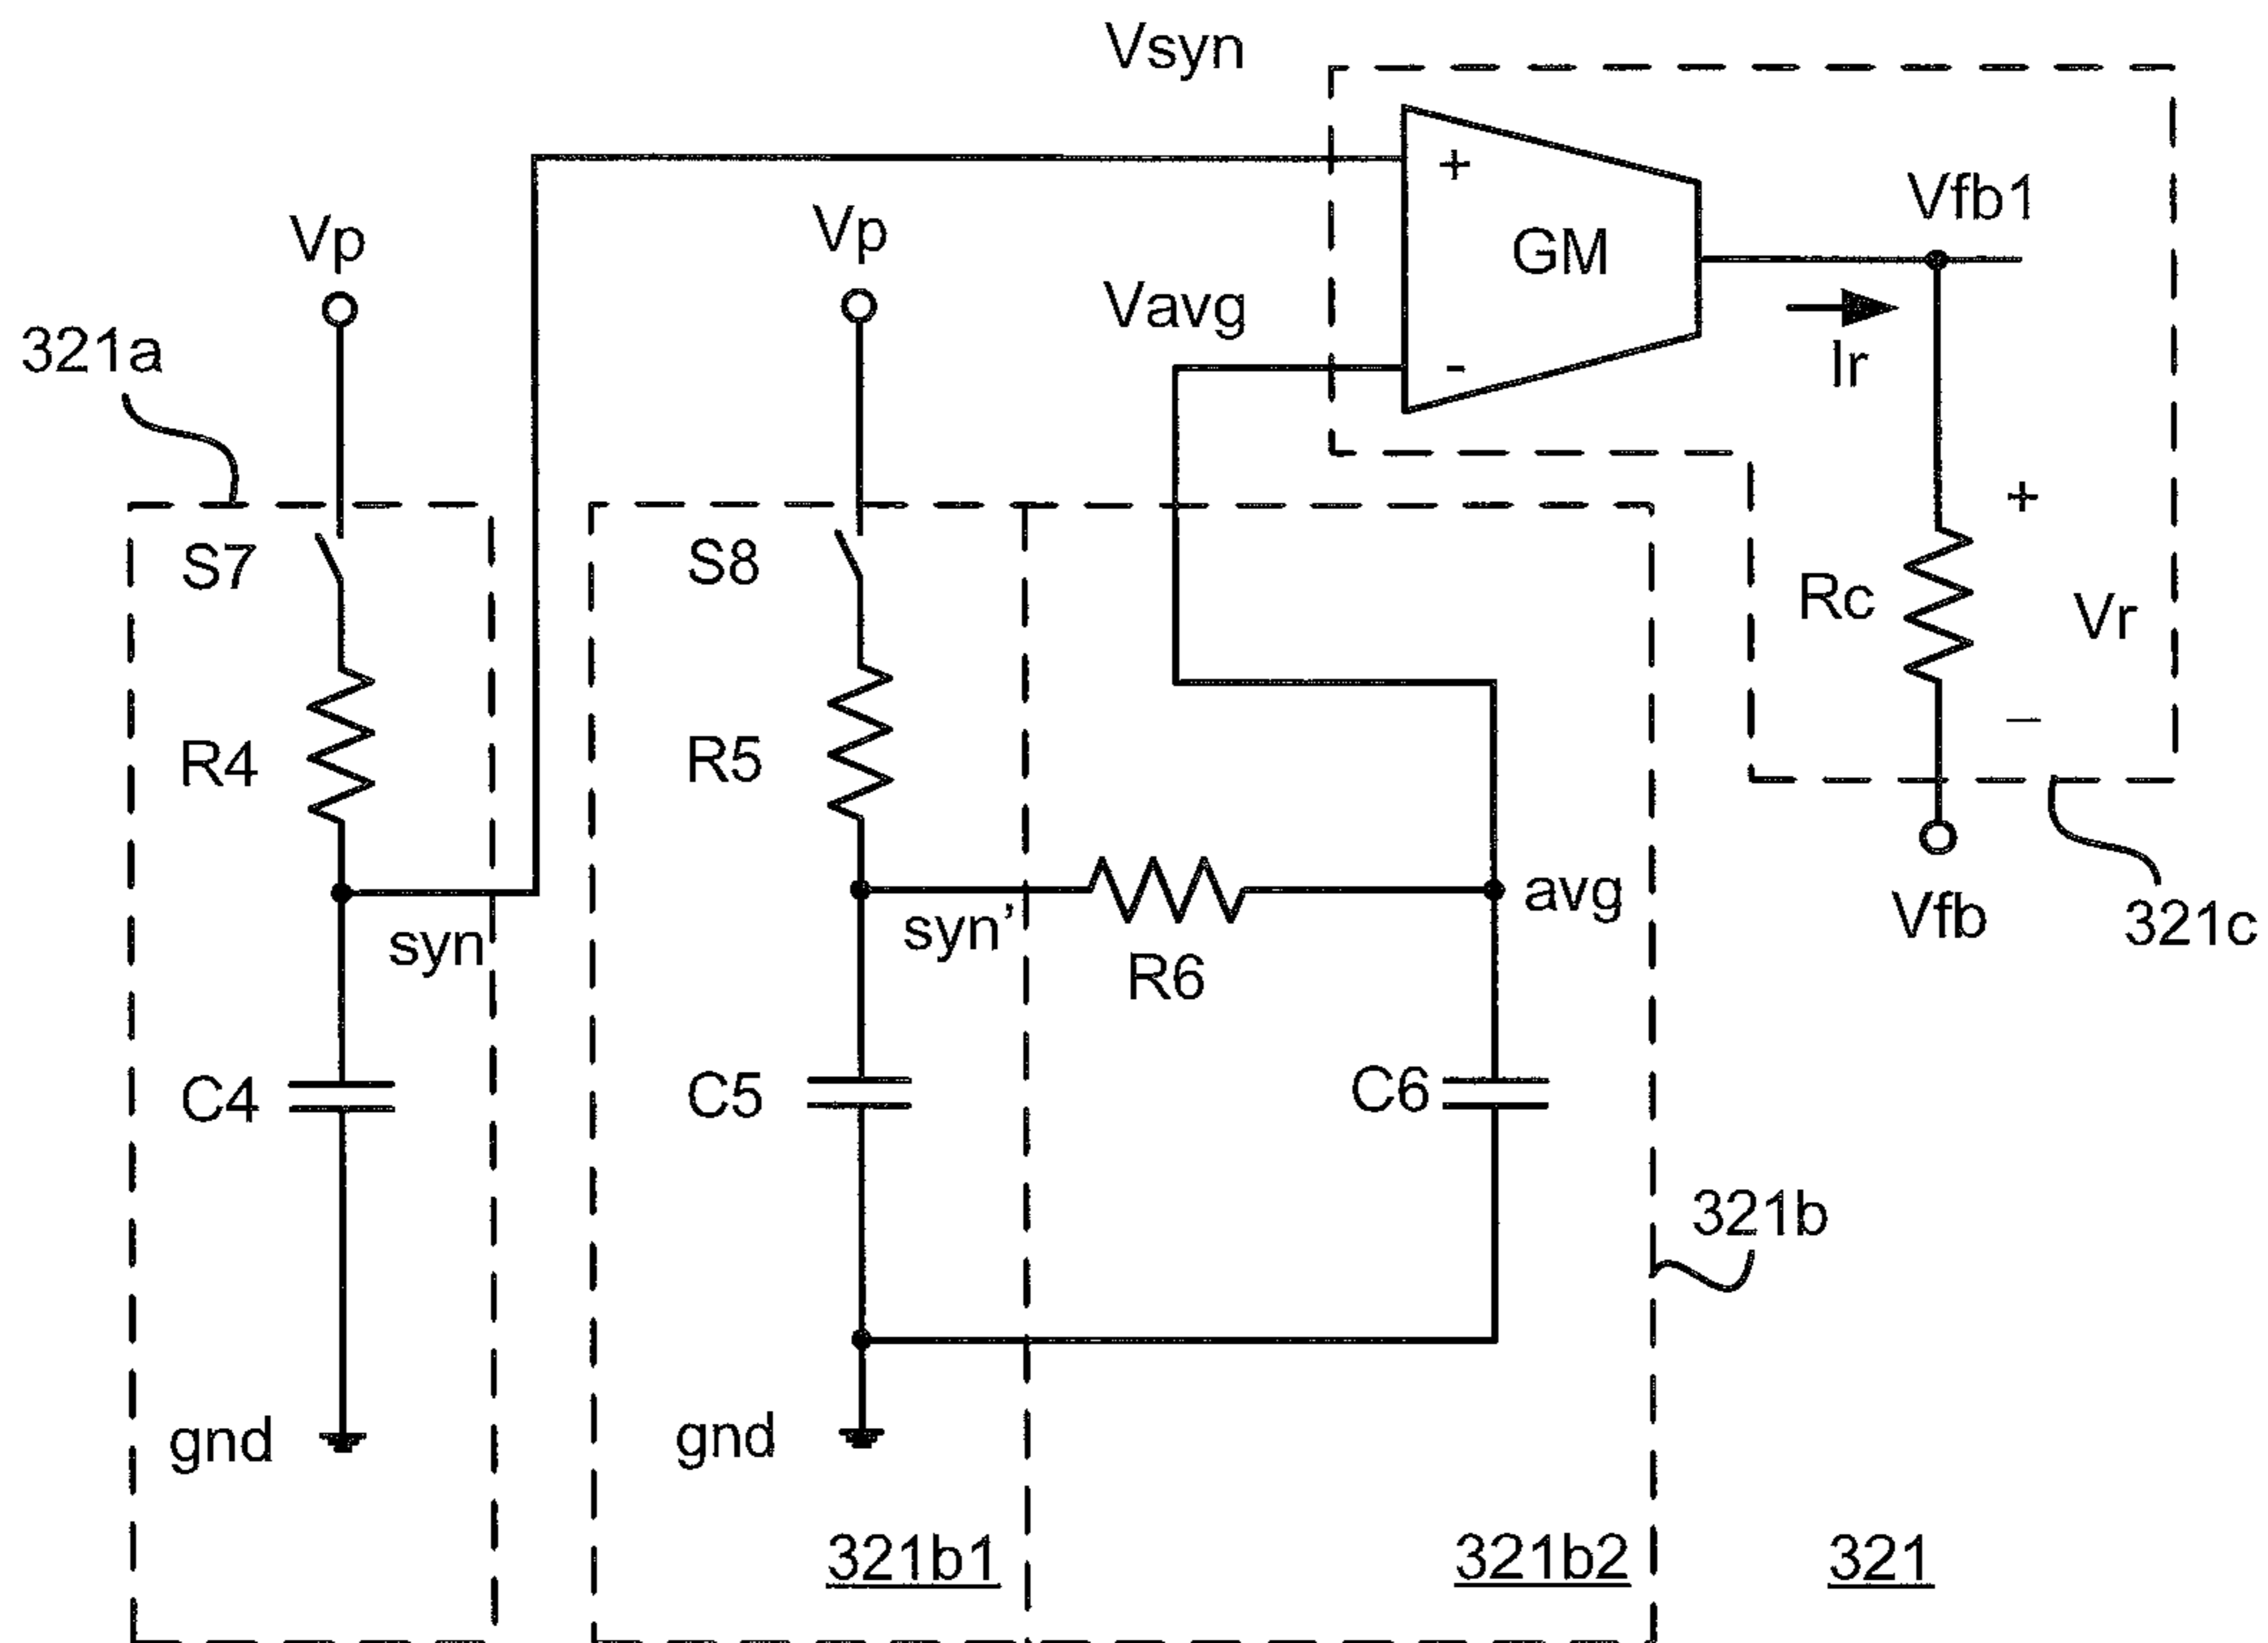 Vsyn
+
GM
Vfb1
Vp
Vp
Vavg
-
Ir
321a
S7
S8
+
Rc
Vr
R4
R5
−
syn
syn'
R6
avg
Vfb
321c
C4
C5
C6
321b
gnd
gnd
321b1
321b2
321